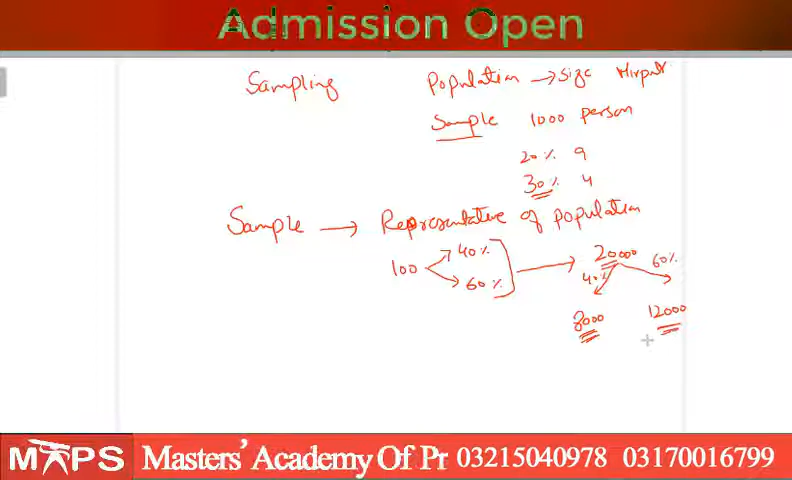 Admission Open
Sampling Population → Size Mirpur
Sample 1000 person
20% 9
30% 4
Sample → Representative of population
100 40% 60% → 20000 40% 60%
8000 12000
MAPS Masters' Academy Of Pr 03215040978 03170016799